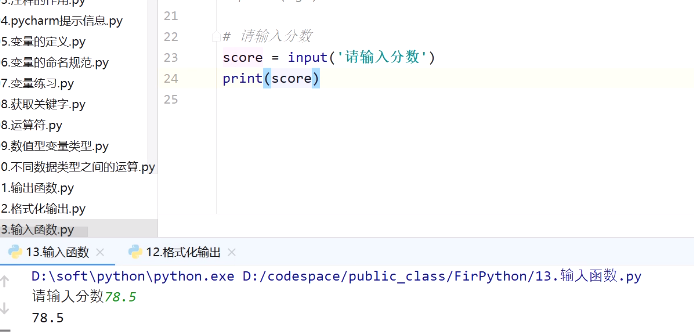 4.pycharm提示信息.py
5.变量的定义.py
6.变量的命名规范.py
7.变量练习.py
8.获取关键字.py
8.运算符.py
9.数值型变量类型.py
0.不同数据类型之间的运算.py
1.输出函数.py
2.格式化输出.py
3.输入函数.py
21
22 # 请输入分数
23 score = input('请输入分数')
24 print(score)
25
13.输入函数 × 12.格式化输出 ×
D:\soft\python\python.exe D:/codespace/public_class/FirPython/13.输入函数.py
请输入分数78.5
78.5